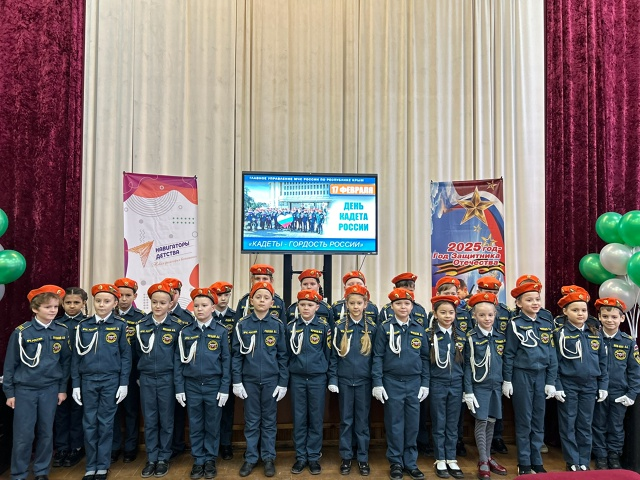 ГЛАВНОЕ УПРАВЛЕНИЕ МЧС РОССИИ ПО РЕСПУБЛИКЕ КРЫМ
17 ФЕВРАЛЯ
ДЕНЬ
КАДЕТА
РОССИИ
«КАДЕТЫ - ГОРДОСТЬ РОССИИ»
НАВИГАТОРЫ
ДЕТСТВА
2025 год-
Год Защитника
Отечества